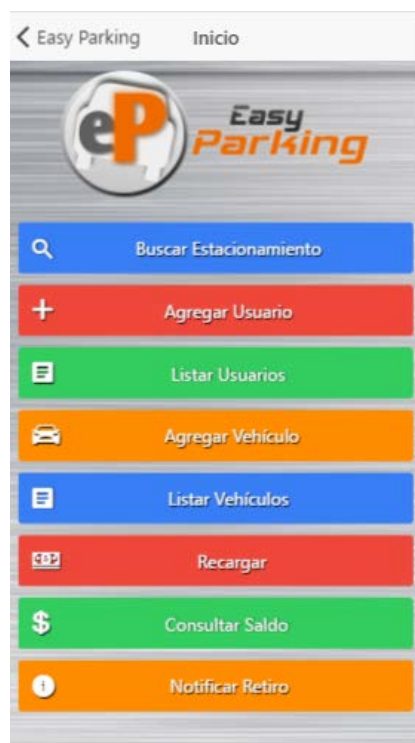 Easy Parking
Inicio
eP
Easy
Parking
Buscar Estacionamiento
Agregar Usuario
Listar Usuarios
Agregar Vehículo
Listar Vehículos
Recargar
$ Consultar Saldo
Notificar Retiro